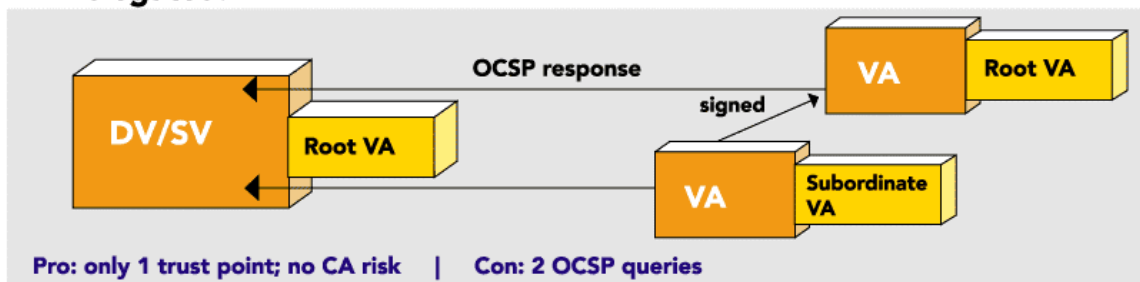 OCSP response
VA
Root VA
signed
DV/SV
Root VA
VA
Subordinate
VA
Pro: only 1 trust point; no CA risk | Con: 2 OCSP queries